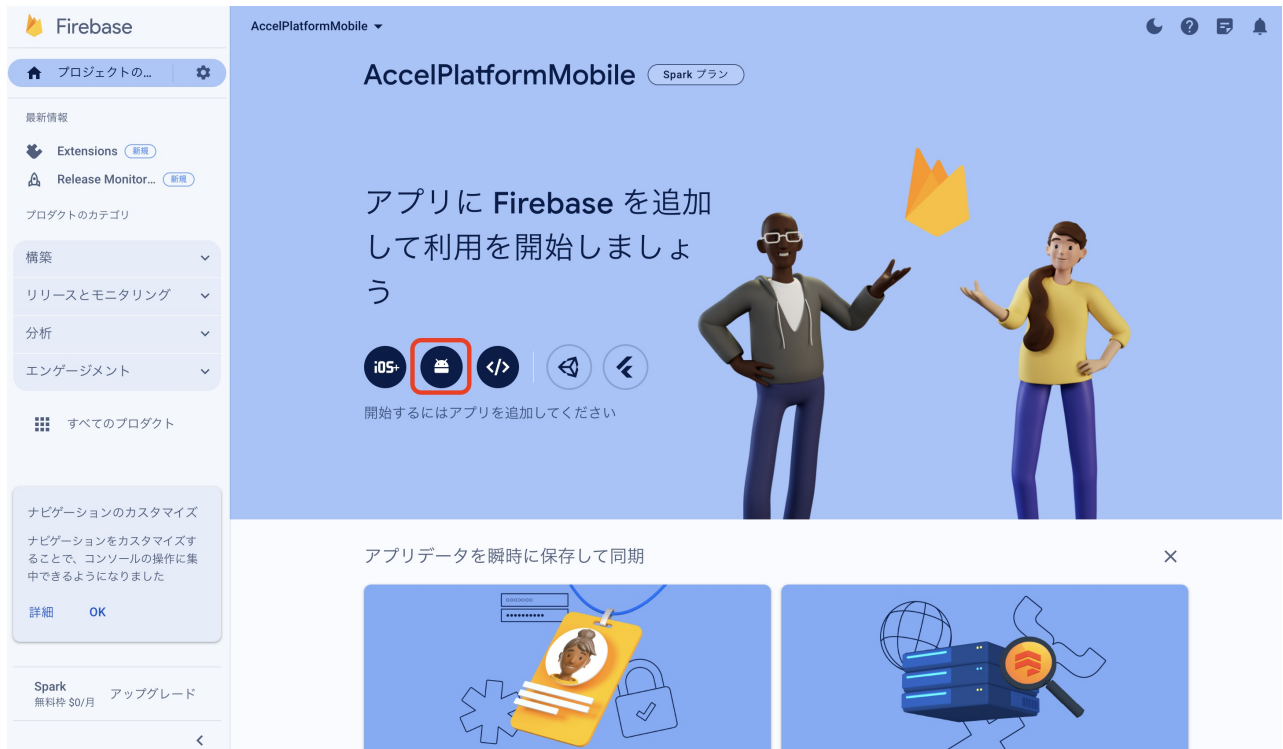 Firebase
AccelPlatformMobile
プロジェクトの...
AccelPlatformMobile
Spark プラン
最新情報
Extensions
新規
Release Monitor...
新規
プロダクトのカテゴリ
構築
リリースとモニタリング
分析
エンゲージメント
すべてのプロダクト
アプリに Firebase を追加
して利用を開始しましょ
う
iOS+
</>
開始するにはアプリを追加してください
ナビゲーションのカスタマイズ
ナビゲーションをカスタマイズす
ることで、コンソールの操作に集
中できるようになりました
詳細
OK
Spark
無料枠 $0/月
アップグレード
アプリデータを瞬時に保存して同期